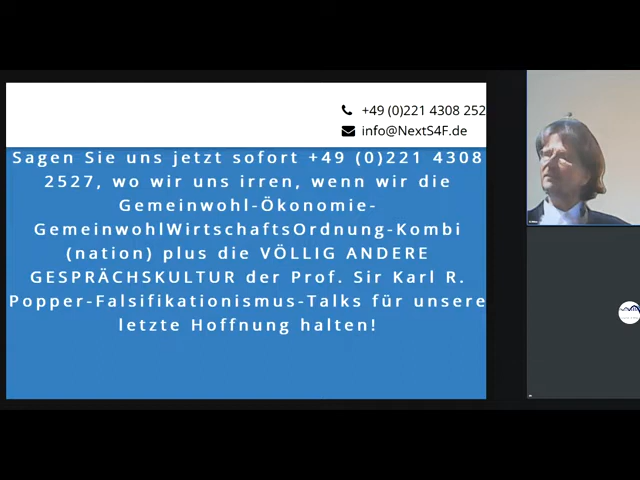 +49 (0)221 4308 252
info@NextS4F.de
Sagen Sie uns jetzt sofort +49 (0)221 4308
2527, wo wir uns irren, wenn wir die
Gemeinwohl-Ökonomie-
GemeinwohlWirtschaftsOrdnung-Kombi
(nation) plus die VÖLLIG ANDERE
GESPRÄCHSKULTUR der Prof. Sir Karl R.
Popper-Falsifikationismus-Talks für unsere
letzte Hoffnung halten!